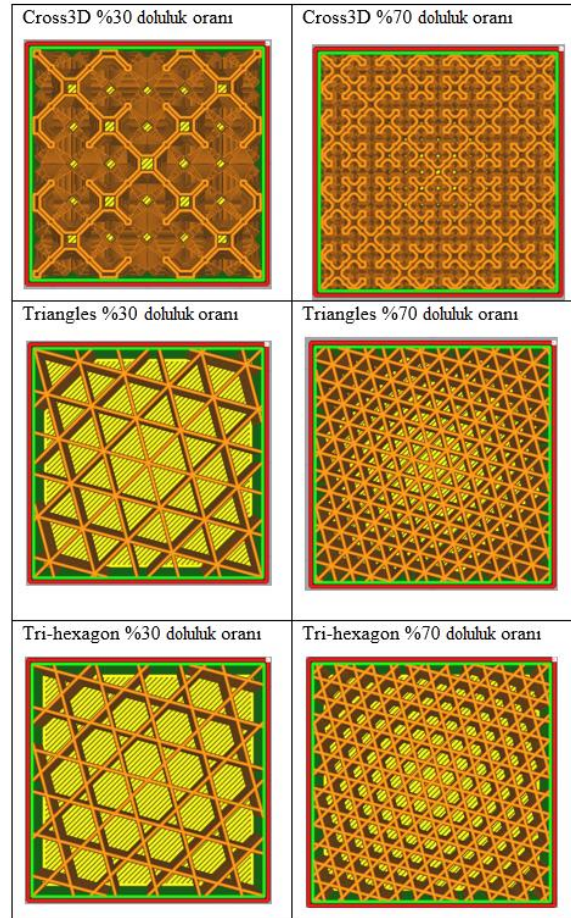 Cross3D %30 doluluk oranı
Cross3D %70 doluluk oranı
Triangles %30 doluluk oranı
Triangles %70 doluluk oranı
Tri-hexagon %30 doluluk oranı
Tri-hexagon %70 doluluk oranı